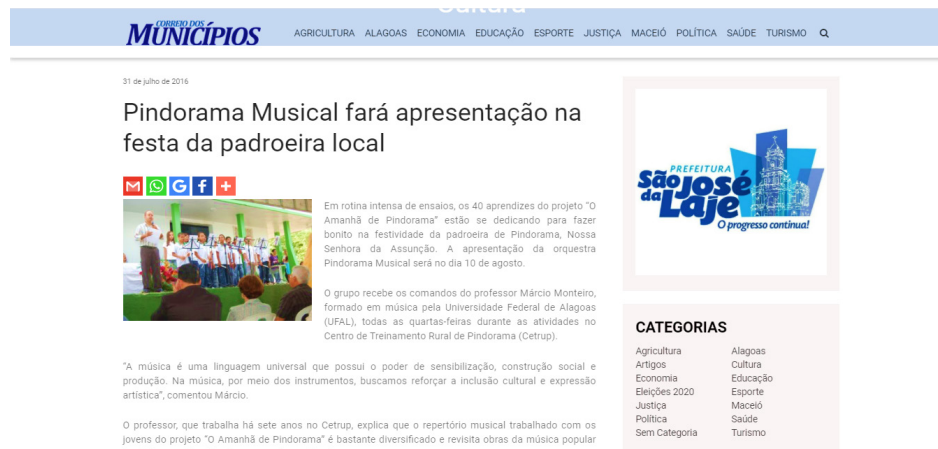 Cultura
CORREIO DOS
MUNICÍPIOS
AGRICULTURA ALAGOAS ECONOMIA EDUCAÇÃO ESPORTE JUSTIÇA MACEIÓ POLÍTICA SAÚDE TURISMO
31 de julho de 2016
Pindorama Musical fará apresentação na
festa da padroeira local
Em rotina intensa de ensaios, os 40 aprendizes do projeto “O
Amanhã de Pindorama” estão se dedicando para fazer
bonito na festividade da padroeira de Pindorama, Nossa
Senhora da Assunção. A apresentação da orquestra
Pindorama Musical será no dia 10 de agosto.
O grupo recebe os comandos do professor Márcio Monteiro,
formado em música pela Universidade Federal de Alagoas
(UFAL), todas as quartas-feiras durante as atividades no
Centro de Treinamento Rural de Pindorama (Cetrup).
“A música é uma linguagem universal que possui o poder de sensibilização, construção social e
produção. Na música, por meio dos instrumentos, buscamos reforçar a inclusão cultural e expressão
artística”, comentou Márcio.
O professor, que trabalha há sete anos no Cetrup, explica que o repertório musical trabalhado com os
jovens do projeto “O Amanhã de Pindorama” é bastante diversificado e revisita obras da música popular
PREFEITURA
São José
da Laje
O progresso continua!
CATEGORIAS
Agricultura Alagoas
Artigos Cultura
Economia Educação
Eleições 2020 Esporte
Justiça Maceió
Política Saúde
Sem Categoria Turismo